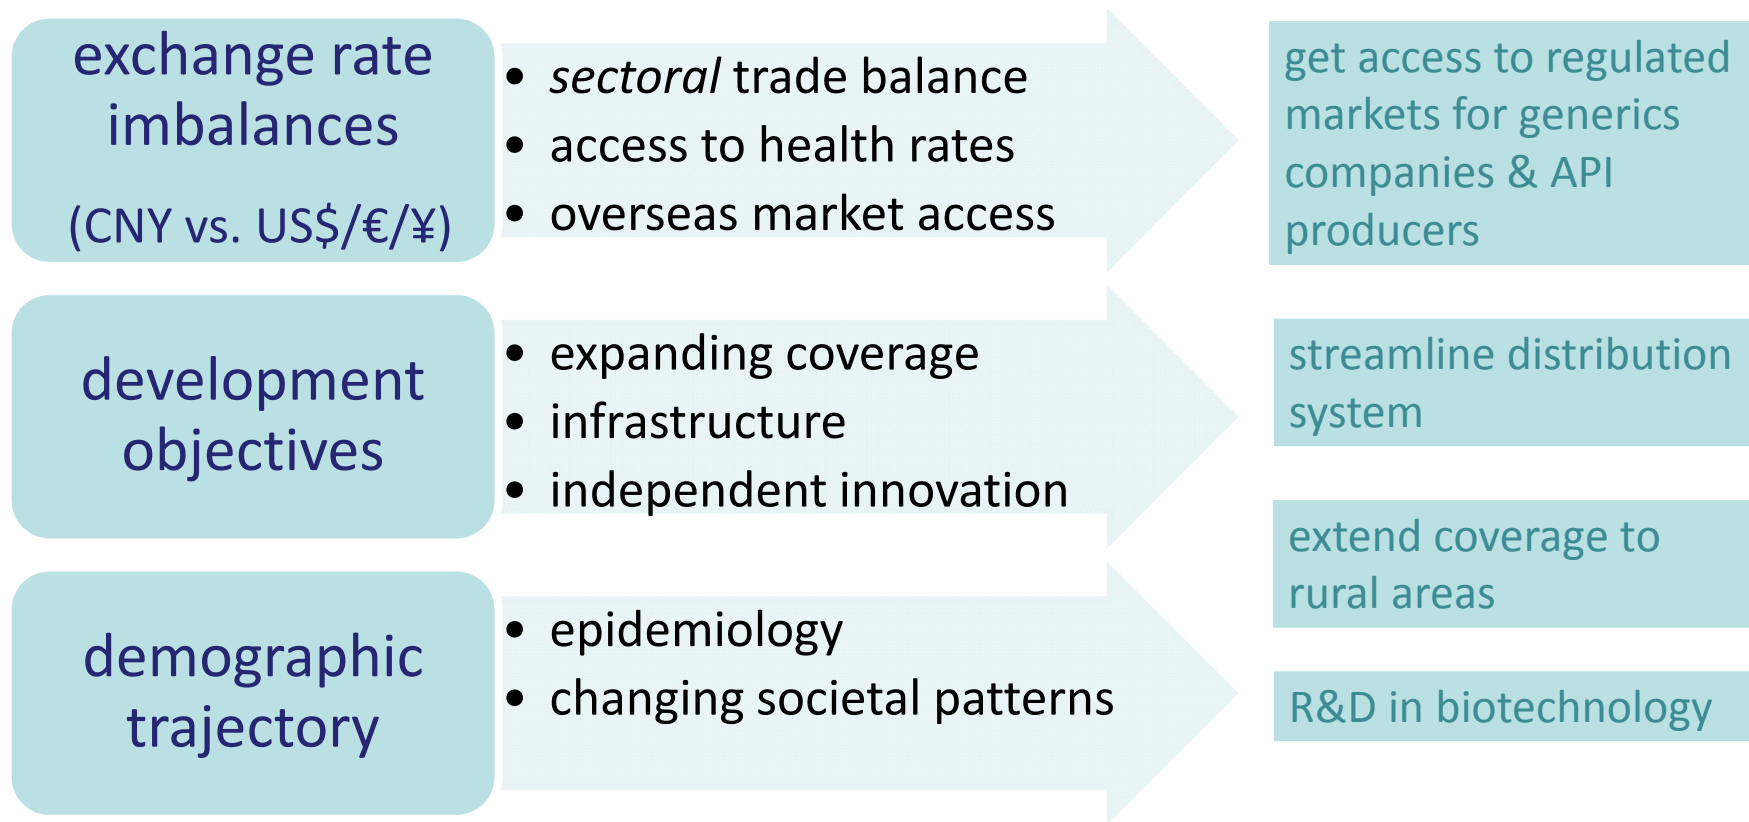 exchange rate
imbalances
(CNY vs. US$/€/¥)
• sectoral trade balance
• access to health rates
• overseas market access
get access to regulated
markets for generics
companies & API
producers
development
objectives
• expanding coverage
• infrastructure
• independent innovation
streamline distribution
system
extend coverage to
rural areas
demographic
trajectory
• epidemiology
• changing societal patterns
R&D in biotechnology